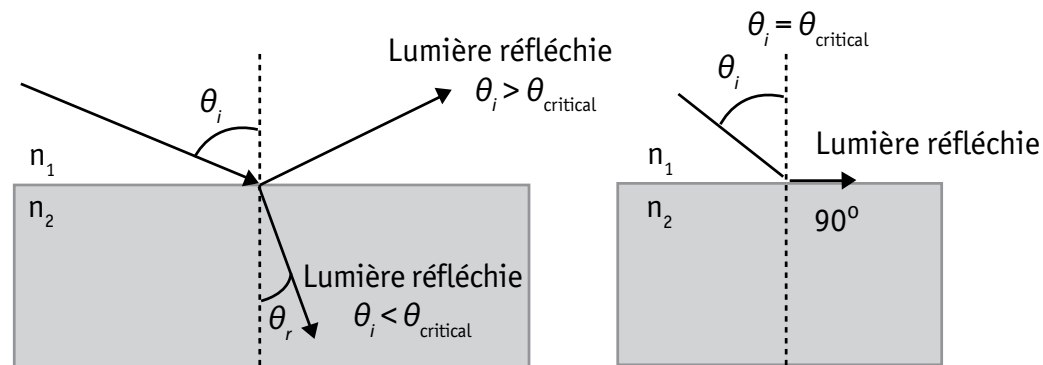 θi
Lumière réfléchie
θi > θcritical
n1
n2
Lumière réfléchie
θi < θcritical
θr
θi = θcritical
θi
Lumière réfléchie
n1
n2
90º